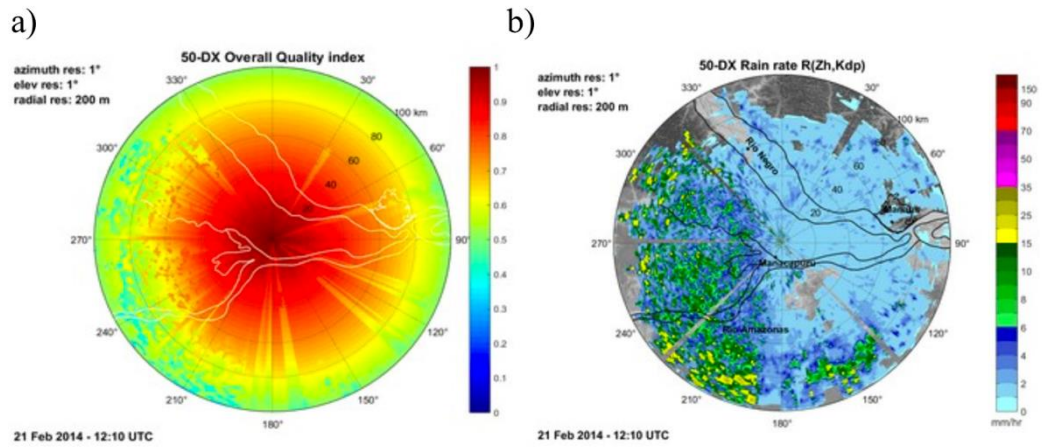 a)
50-DX Overall Quality index
azimuth res: 1°
elev res: 1°
radial res: 200 m
330°
30°
100 km
300°
80
60°
60
40
270°
90°
240°
120°
210°
150°
180°
1
0.9
0.8
0.7
0.6
0.5
0.4
0.3
0.2
0.1
0
21 Feb 2014 - 12:10 UTC
b)
50-DX Rain rate R(Zh,Kdp)
azimuth res: 1°
elev res: 1°
radial res: 200 m
330°
30°
100 km
300°
80
60°
Rio Negro
60
40
20
270°
90°
Manacapuru
240°
Rio Amazonas
120°
210°
150°
180°
150
90
70
50
35
25
15
10
8
6
4
2
0
mm/hr
21 Feb 2014 - 12:10 UTC